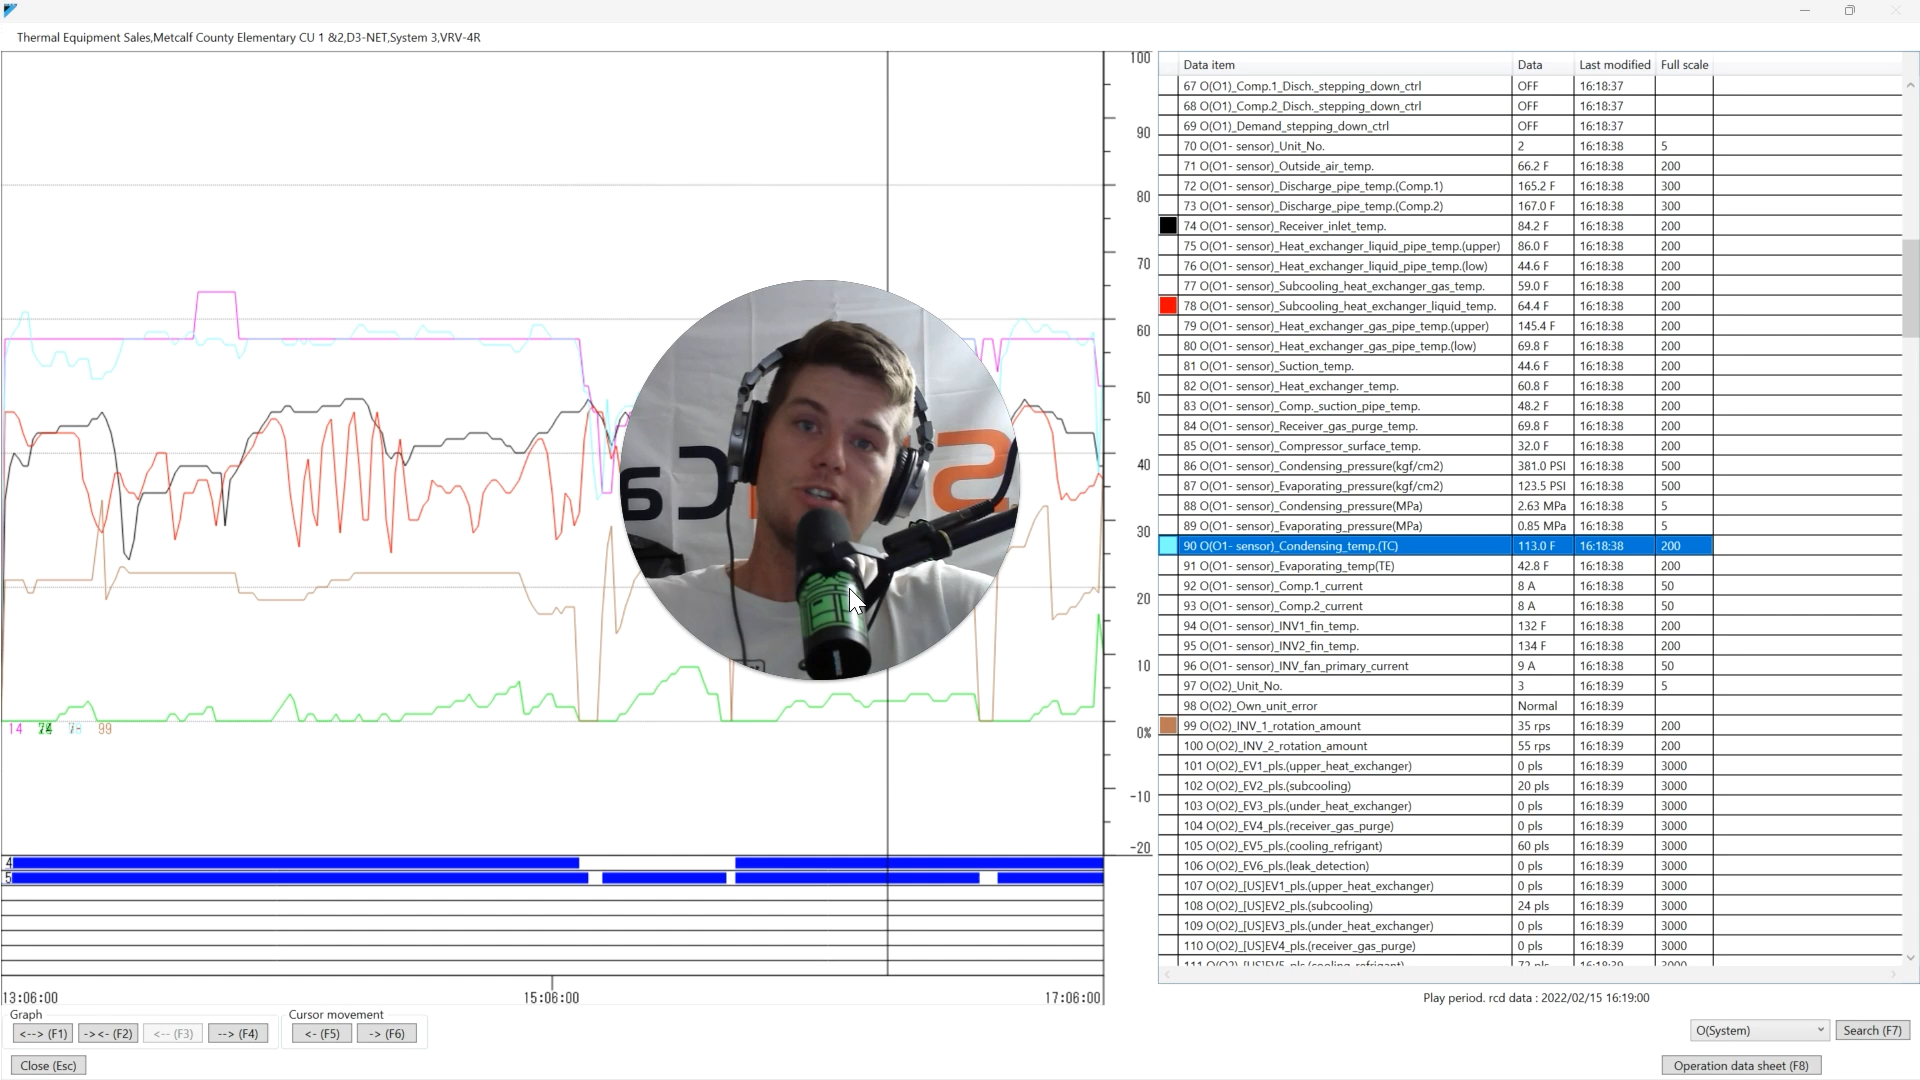 Thermal Equipment Sales,Metcalf County Elementary CU 1 &2,D3-NET,System 3,VRV-4R
100
90
80
70
60
50
40
30
20
10
0%
-10
-20
14 74 78 99
4
5
13:06:00 15:06:00 17:06:00
Data item Data Last modified Full scale
67 O(O1)_Comp.1_Disch._stepping_down_ctrl OFF 16:18:37
68 O(O1)_Comp.2_Disch._stepping_down_ctrl OFF 16:18:37
69 O(O1)_Demand_stepping_down_ctrl OFF 16:18:37
70 O(O1- sensor)_Unit_No. 2 16:18:38 5
71 O(O1- sensor)_Outside_air_temp. 66.2 F 16:18:38 200
72 O(O1- sensor)_Discharge_pipe_temp.(Comp.1) 165.2 F 16:18:38 300
73 O(O1- sensor)_Discharge_pipe_temp.(Comp.2) 167.0 F 16:18:38 300
74 O(O1- sensor)_Receiver_inlet_temp. 84.2 F 16:18:38 200
75 O(O1- sensor)_Heat_exchanger_liquid_pipe_temp.(upper) 86.0 F 16:18:38 200
76 O(O1- sensor)_Heat_exchanger_liquid_pipe_temp.(low) 44.6 F 16:18:38 200
77 O(O1- sensor)_Subcooling_heat_exchanger_gas_temp. 59.0 F 16:18:38 200
78 O(O1- sensor)_Subcooling_heat_exchanger_liquid_temp. 64.4 F 16:18:38 200
79 O(O1- sensor)_Heat_exchanger_gas_pipe_temp.(upper) 145.4 F 16:18:38 200
80 O(O1- sensor)_Heat_exchanger_gas_pipe_temp.(low) 69.8 F 16:18:38 200
81 O(O1- sensor)_Suction_temp. 44.6 F 16:18:38 200
82 O(O1- sensor)_Heat_exchanger_temp. 60.8 F 16:18:38 200
83 O(O1- sensor)_Comp._suction_pipe_temp. 48.2 F 16:18:38 200
84 O(O1- sensor)_Receiver_gas_purge_temp. 69.8 F 16:18:38 200
85 O(O1- sensor)_Compressor_surface_temp. 32.0 F 16:18:38 200
86 O(O1- sensor)_Condensing_pressure(kgf/cm2) 381.0 PSI 16:18:38 500
87 O(O1- sensor)_Evaporating_pressure(kgf/cm2) 123.5 PSI 16:18:38 500
88 O(O1- sensor)_Condensing_pressure(MPa) 2.63 MPa 16:18:38 5
89 O(O1- sensor)_Evaporating_pressure(MPa) 0.85 MPa 16:18:38 5
90 O(O1- sensor)_Condensing_temp.(TC) 113.0 F 16:18:38 200
91 O(O1- sensor)_Evaporating_temp(TE) 42.8 F 16:18:38 200
92 O(O1- sensor)_Comp.1_current 8 A 16:18:38 50
93 O(O1- sensor)_Comp.2_current 8 A 16:18:38 50
94 O(O1- sensor)_INV1_fin_temp. 132 F 16:18:38 200
95 O(O1- sensor)_INV2_fin_temp. 134 F 16:18:38 200
96 O(O1- sensor)_INV_fan_primary_current 9 A 16:18:38 50
97 O(O2)_Unit_No. 3 16:18:39 5
98 O(O2)_Own_unit_error Normal 16:18:39
99 O(O2)_INV_1_rotation_amount 35 rps 16:18:39 200
100 O(O2)_INV_2_rotation_amount 55 rps 16:18:39 200
101 O(O2)_EV1_pls.(upper_heat_exchanger) 0 pls 16:18:39 3000
102 O(O2)_EV2_pls.(subcooling) 20 pls 16:18:39 3000
103 O(O2)_EV3_pls.(under_heat_exchanger) 0 pls 16:18:39 3000
104 O(O2)_EV4_pls.(receiver_gas_purge) 0 pls 16:18:39 3000
105 O(O2)_EV5_pls.(cooling_refrigant) 60 pls 16:18:39 3000
106 O(O2)_EV6_pls.(leak_detection) 0 pls 16:18:39 3000
107 O(O2)_[US]EV1_pls.(upper_heat_exchanger) 0 pls 16:18:39 3000
108 O(O2)_[US]EV2_pls.(subcooling) 24 pls 16:18:39 3000
109 O(O2)_[US]EV3_pls.(under_heat_exchanger) 0 pls 16:18:39 3000
110 O(O2)_[US]EV4_pls.(receiver_gas_purge) 0 pls 16:18:39 3000
111 O(O2)_[US]EV5_pls.(cooling_refrigant) 72 pls 16:18:39 3000
Play period. rcd data : 2022/02/15 16:19:00
Graph Cursor movement
<--> (F1) -><- (F2) <-- (F3) --> (F4) <- (F5) -> (F6)
O(System) Search (F7)
Close (Esc) Operation data sheet (F8)